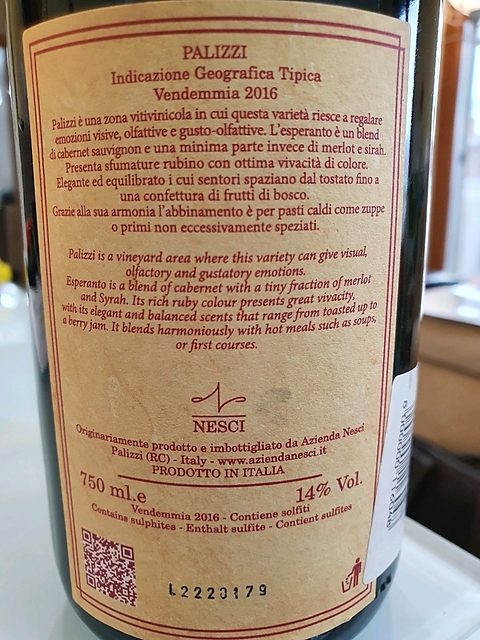 PALIZZI
Indicazione Geografica Tipica
Vendemmia 2016
Palizzi è una zona vitivinicola in cui questa varietà riesce a regalare
emozioni visive, olfattive e gusto-olfattive. L'esperanto è un blend
di cabernet sauvignon e una minima parte invece di merlot e sirah.
Presenta sfumature rubino con ottima vivacità di colore.
Elegante ed equilibrato i cui sentori spaziano dal tostato fino a
una confettura di frutti di bosco.
Grazie alla sua armonia l'abbinamento è per pasti caldi come zuppe
o primi non eccessivamente speziati.
Palizzi is a vineyard area where this variety can give visual,
olfactory and gustatory emotions.
Esperanto is a blend of cabernet with a tiny fraction of merlot
and Syrah. Its rich ruby colour presents great vivacity,
with its elegant and balanced scents that range from toasted up to
a berry jam. It blends harmoniously with hot meals such as soups,
or first courses.
NESCI
Originariamente prodotto e imbottigliato da Azienda Nesci
Palizzi (RC) - Italy - www.aziendanesci.it
PRODOTTO IN ITALIA
750 ml.e 14% Vol.
Vendemmia 2016 - Contiene solfiti
Contains sulphites - Enthalt sulfite - Contient sulfites
L2220179